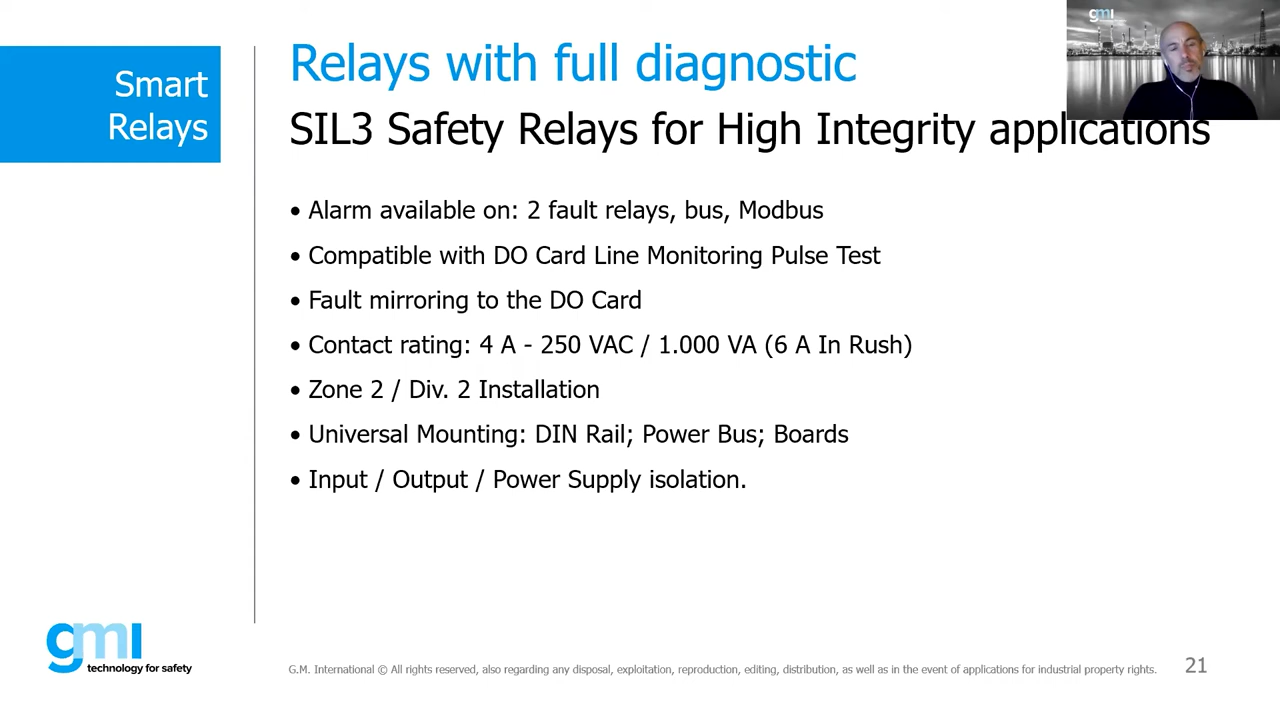 Smart
Relays
Relays with full diagnostic
SIL3 Safety Relays for High Integrity applications
• Alarm available on: 2 fault relays, bus, Modbus
• Compatible with DO Card Line Monitoring Pulse Test
• Fault mirroring to the DO Card
• Contact rating: 4 A - 250 VAC / 1.000 VA (6 A In Rush)
• Zone 2 / Div. 2 Installation
• Universal Mounting: DIN Rail; Power Bus; Boards
• Input / Output / Power Supply isolation.
gmi
gmi
technology for safety
G.M. International © All rights reserved, also regarding any disposal, exploitation, reproduction, editing, distribution, as well as in the event of applications for industrial property rights.
21